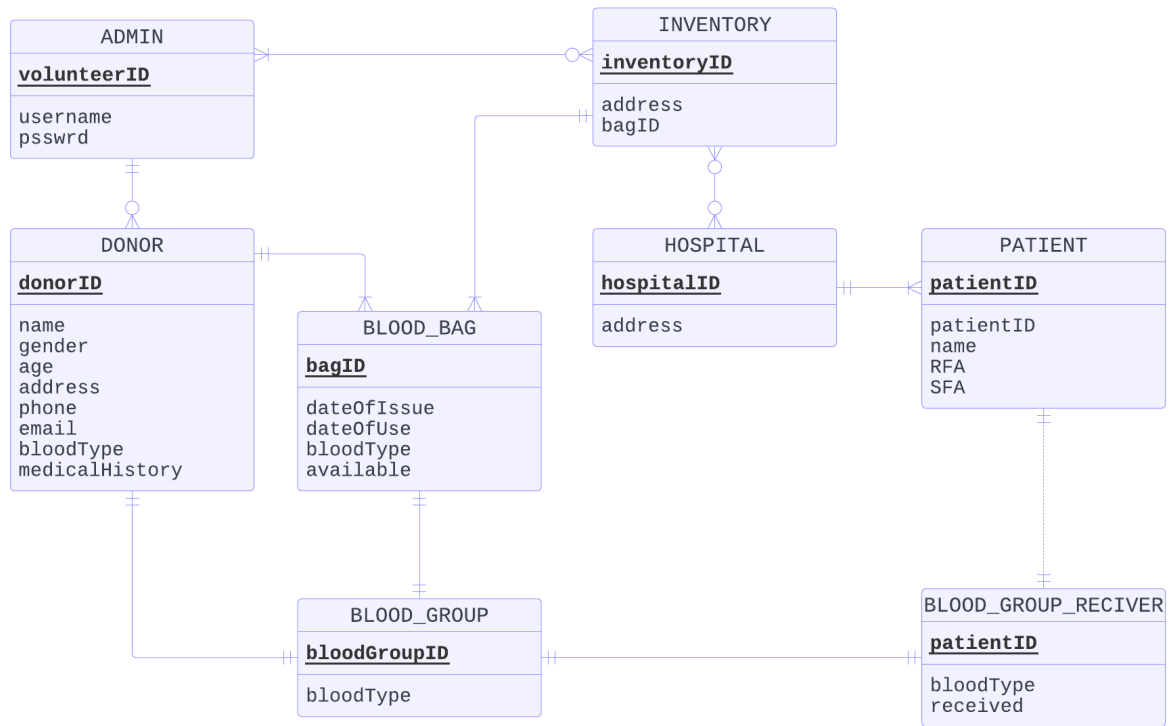 ADMIN
volunteerID
username
psswrd
INVENTORY
inventoryID
address
bagID
DONOR
donorID
name
gender
age
address
phone
email
bloodType
medicalHistory
BLOOD_BAG
bagID
dateOfIssue
dateOfUse
bloodType
available
HOSPITAL
hospitalID
address
PATIENT
patientID
patientID
name
RFA
SFA
BLOOD_GROUP
bloodGroupID
bloodType
BLOOD_GROUP_RECIVER
patientID
bloodType
received